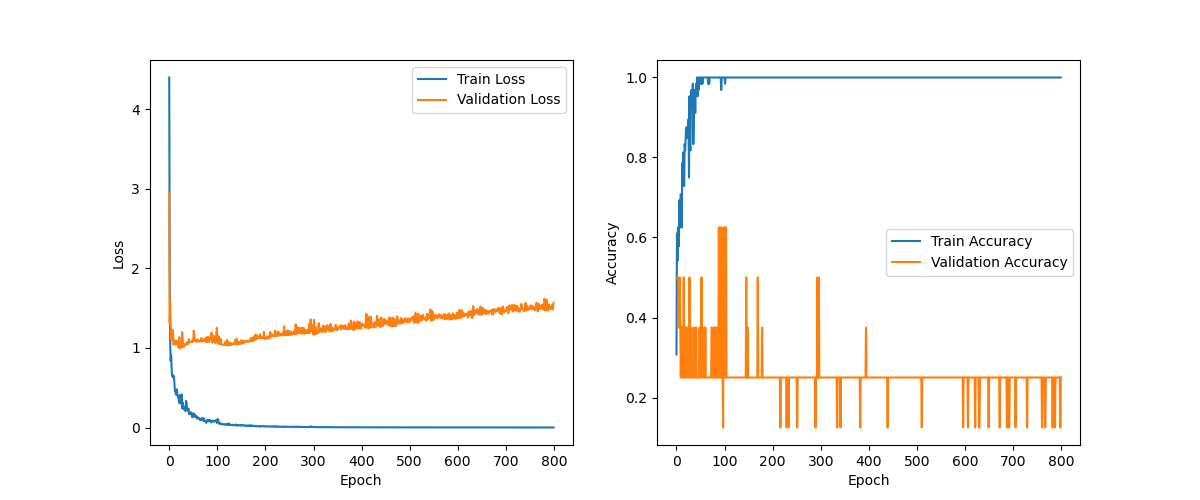 Train Loss
Validation Loss
4
3
2
1
0
Loss
0 100 200 300 400 500 600 700 800
Epoch
Train Accuracy
Validation Accuracy
1.0
0.8
0.6
0.4
0.2
Accuracy
0 100 200 300 400 500 600 700 800
Epoch